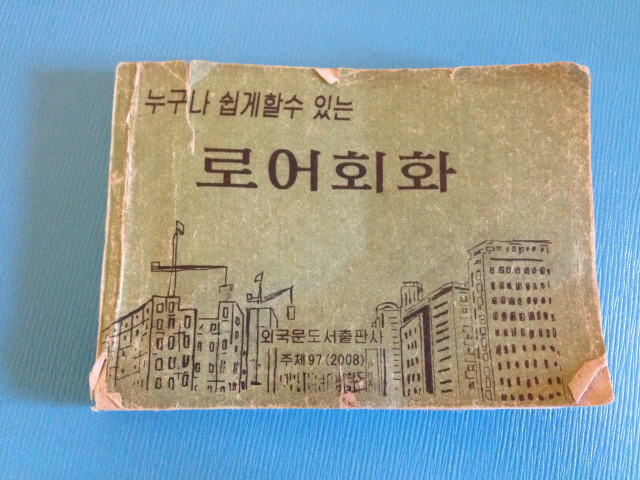 누구나 쉽게할수 있는
로어회화
외국문도서출판사
주체97(2008)